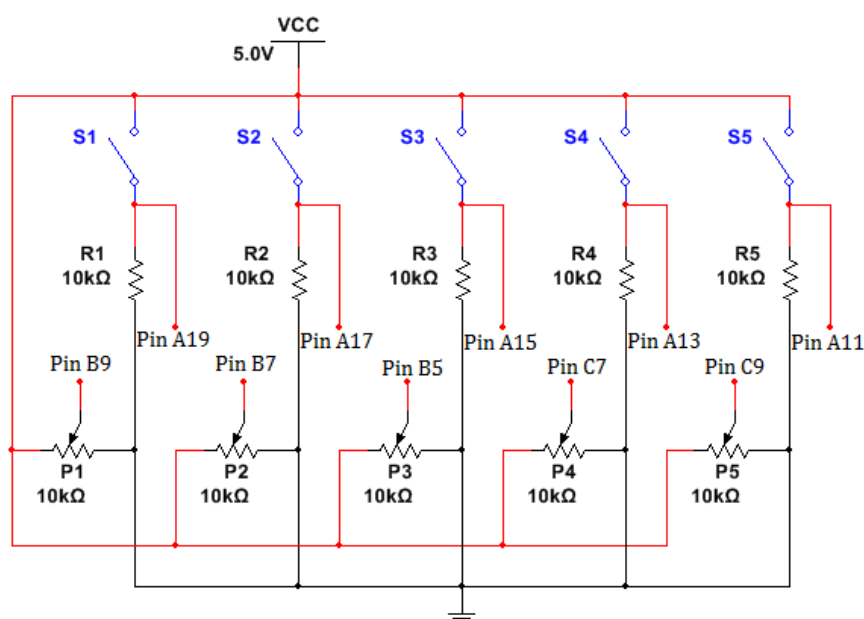 VCC
5.0V
S1
S2
S3
S4
S5
R1
10kΩ
R2
10kΩ
R3
10kΩ
R4
10kΩ
R5
10kΩ
Pin A19
Pin A17
Pin A15
Pin A13
Pin A11
Pin B9
Pin B7
Pin B5
Pin C7
Pin C9
P1
10kΩ
P2
10kΩ
P3
10kΩ
P4
10kΩ
P5
10kΩ